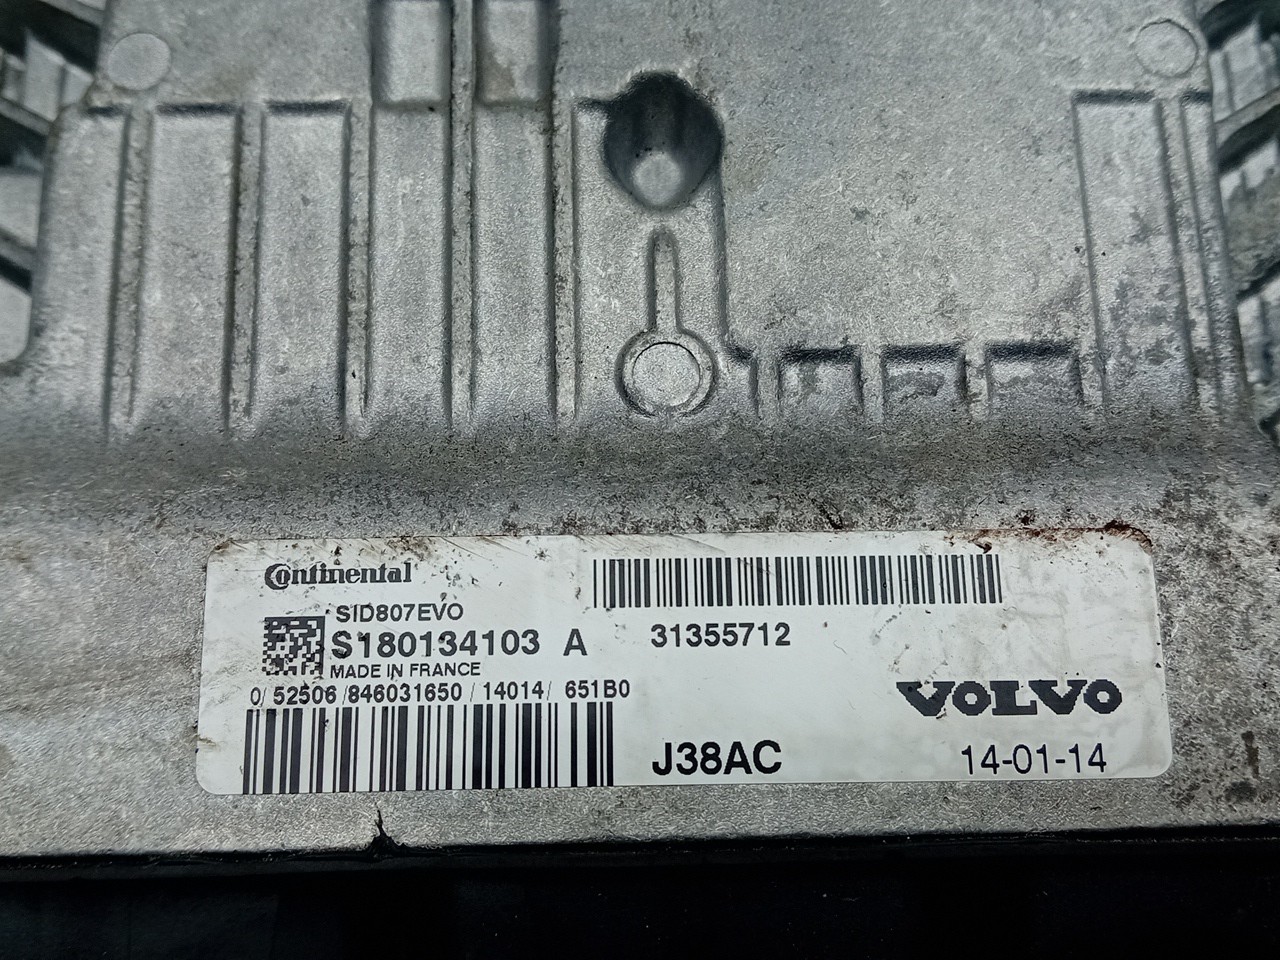 Continental
SID807EVO
S180134103 A
MADE IN FRANCE
0/52506/846031650/14014/651B0
31355712
VOLVO
J38AC
14-01-14